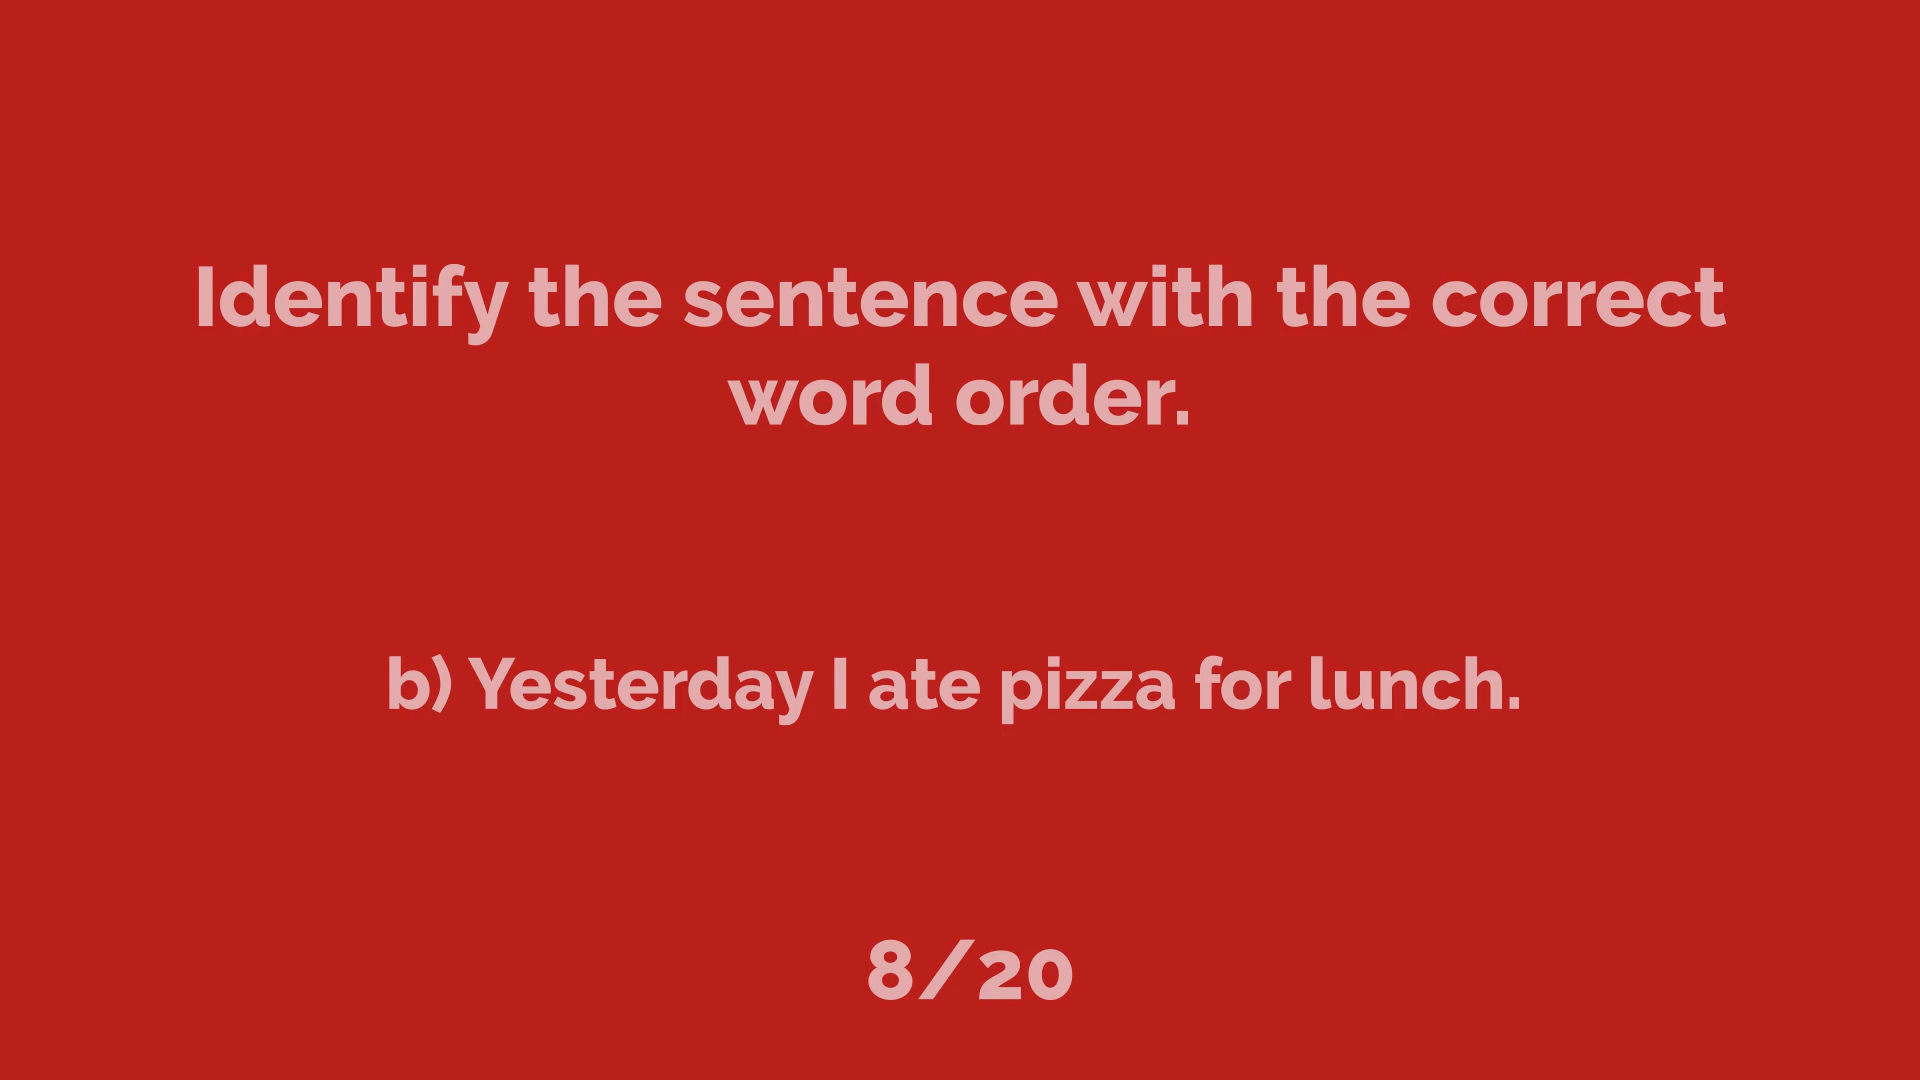 Identify the sentence with the correct
word order.
b) Yesterday I ate pizza for lunch.
8/20